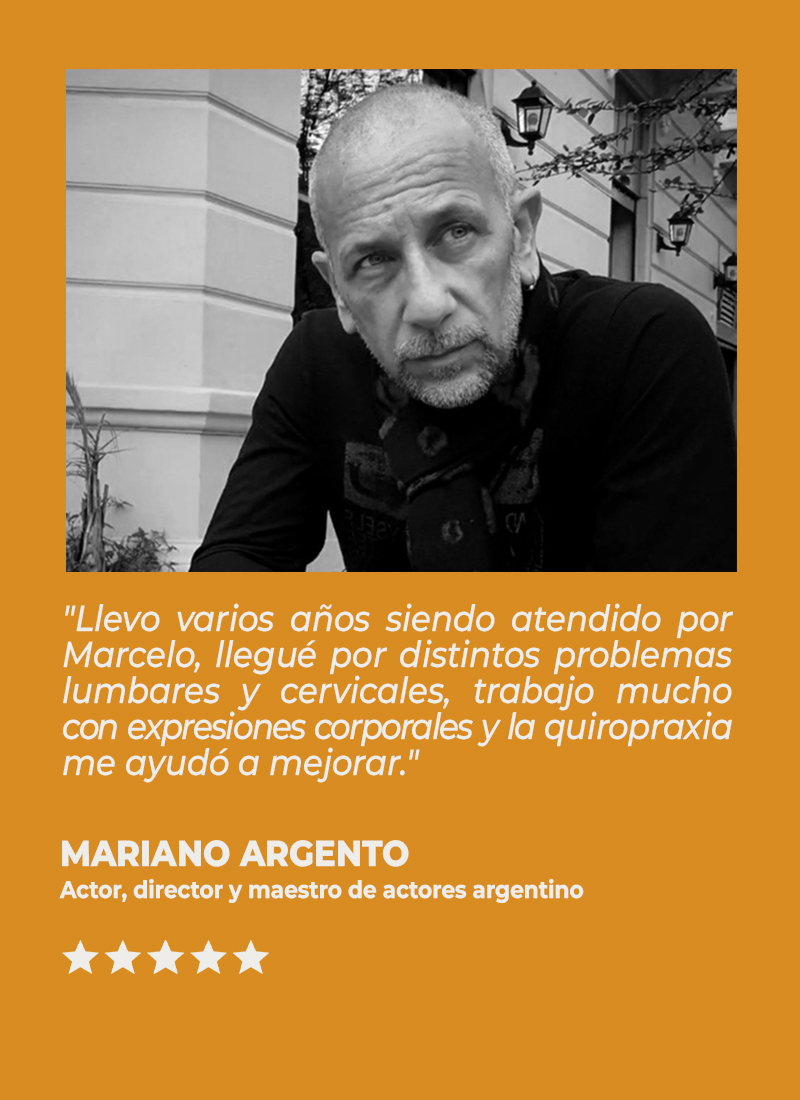 "Llevo varios años siendo atendido por
Marcelo, llegué por distintos problemas
lumbares y cervicales, trabajo mucho
con expresiones corporales y la quiropraxia
me ayudó a mejorar."
MARIANO ARGENTO
Actor, director y maestro de actores argentino